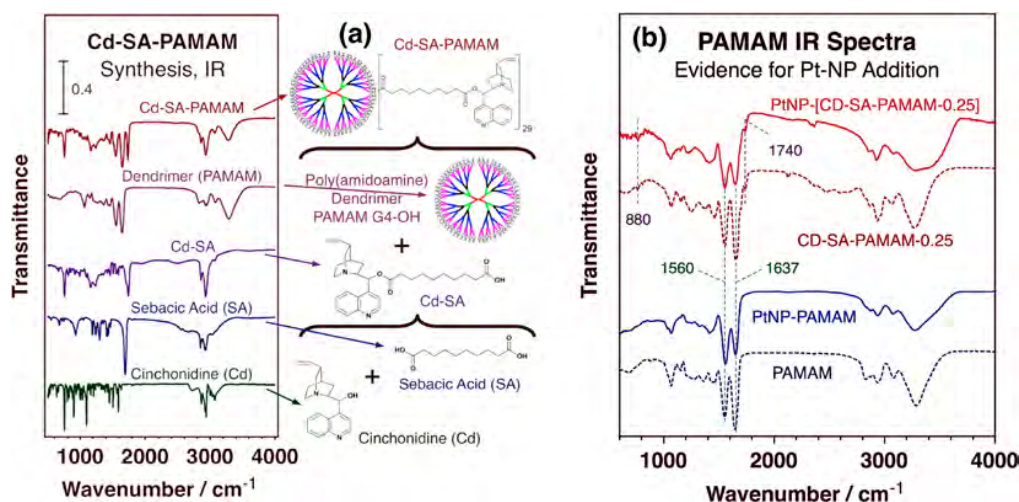 (a)
Cd-SA-PAMAM
Synthesis, IR
0.4
Cd-SA-PAMAM
Dendrimer (PAMAM)
Cd-SA
Sebacic Acid (SA)
Cinchonidine (Cd)
Transmittance
1000 2000 3000 4000
Wavenumber / cm⁻¹
Cd-SA-PAMAM
29
Poly(amidoamine)
Dendrimer
PAMAM G4-OH
+
Cd-SA
+
Sebacic Acid (SA)
Cinchonidine (Cd)
O
O
N
N
OH
HO
(b)
PAMAM IR Spectra
Evidence for Pt-NP Addition
PtNP-[CD-SA-PAMAM-0.25]
1740
880
CD-SA-PAMAM-0.25
1560
1637
PtNP-PAMAM
PAMAM
Transmittance
1000 2000 3000 4000
Wavenumber / cm⁻¹